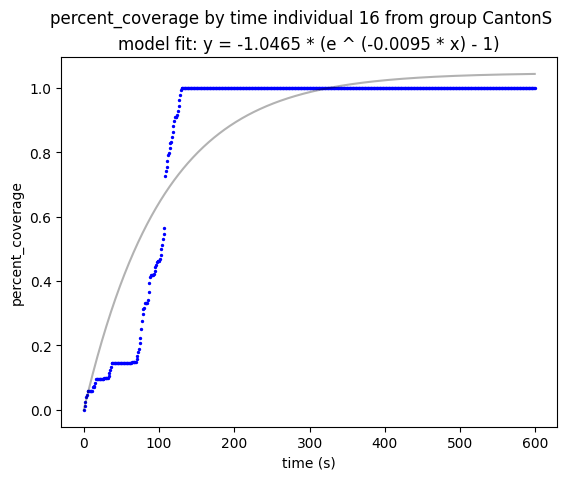 percent_coverage by time individual 16 from group CantonS
model fit: y = -1.0465 * (e ^ (-0.0095 * x) - 1)
1.0
0.8
0.6
0.4
0.2
0.0
percent_coverage
0 100 200 300 400 500 600
time (s)